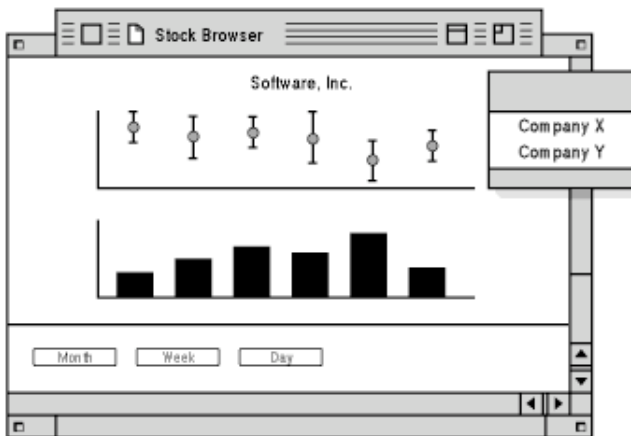 Stock Browser
Software, Inc.
Company X
Company Y
Month Week Day